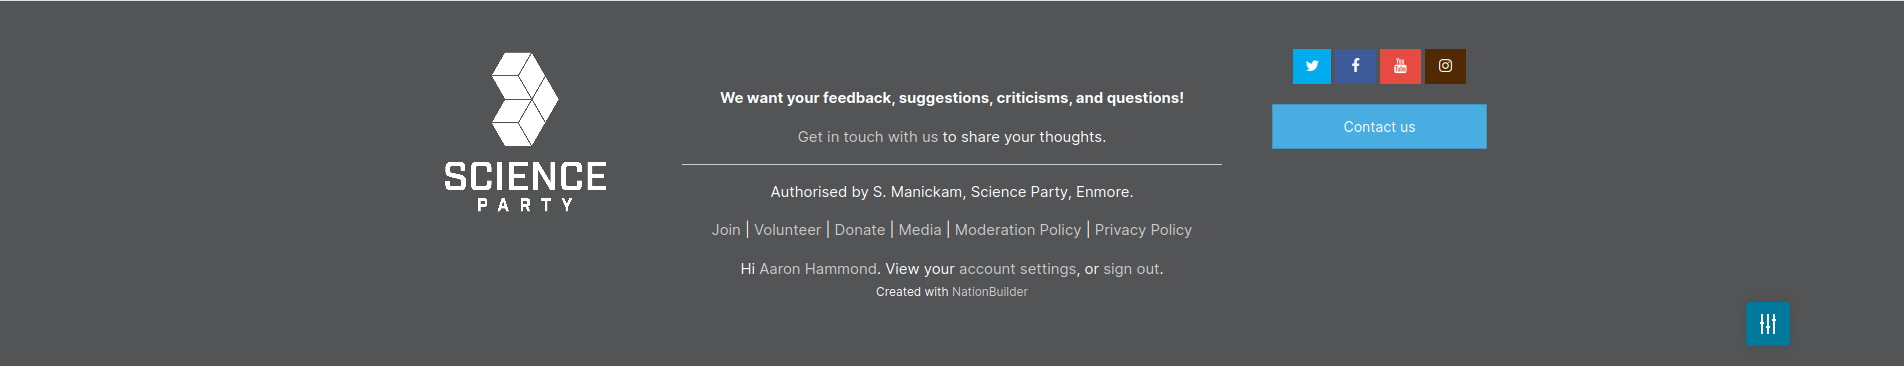 SCIENCE
PARTY
We want your feedback, suggestions, criticisms, and questions!
Get in touch with us to share your thoughts.
Authorised by S. Manickam, Science Party, Enmore.
Join | Volunteer | Donate | Media | Moderation Policy | Privacy Policy
Hi Aaron Hammond. View your account settings, or sign out.
Created with NationBuilder
You Tube
Contact us